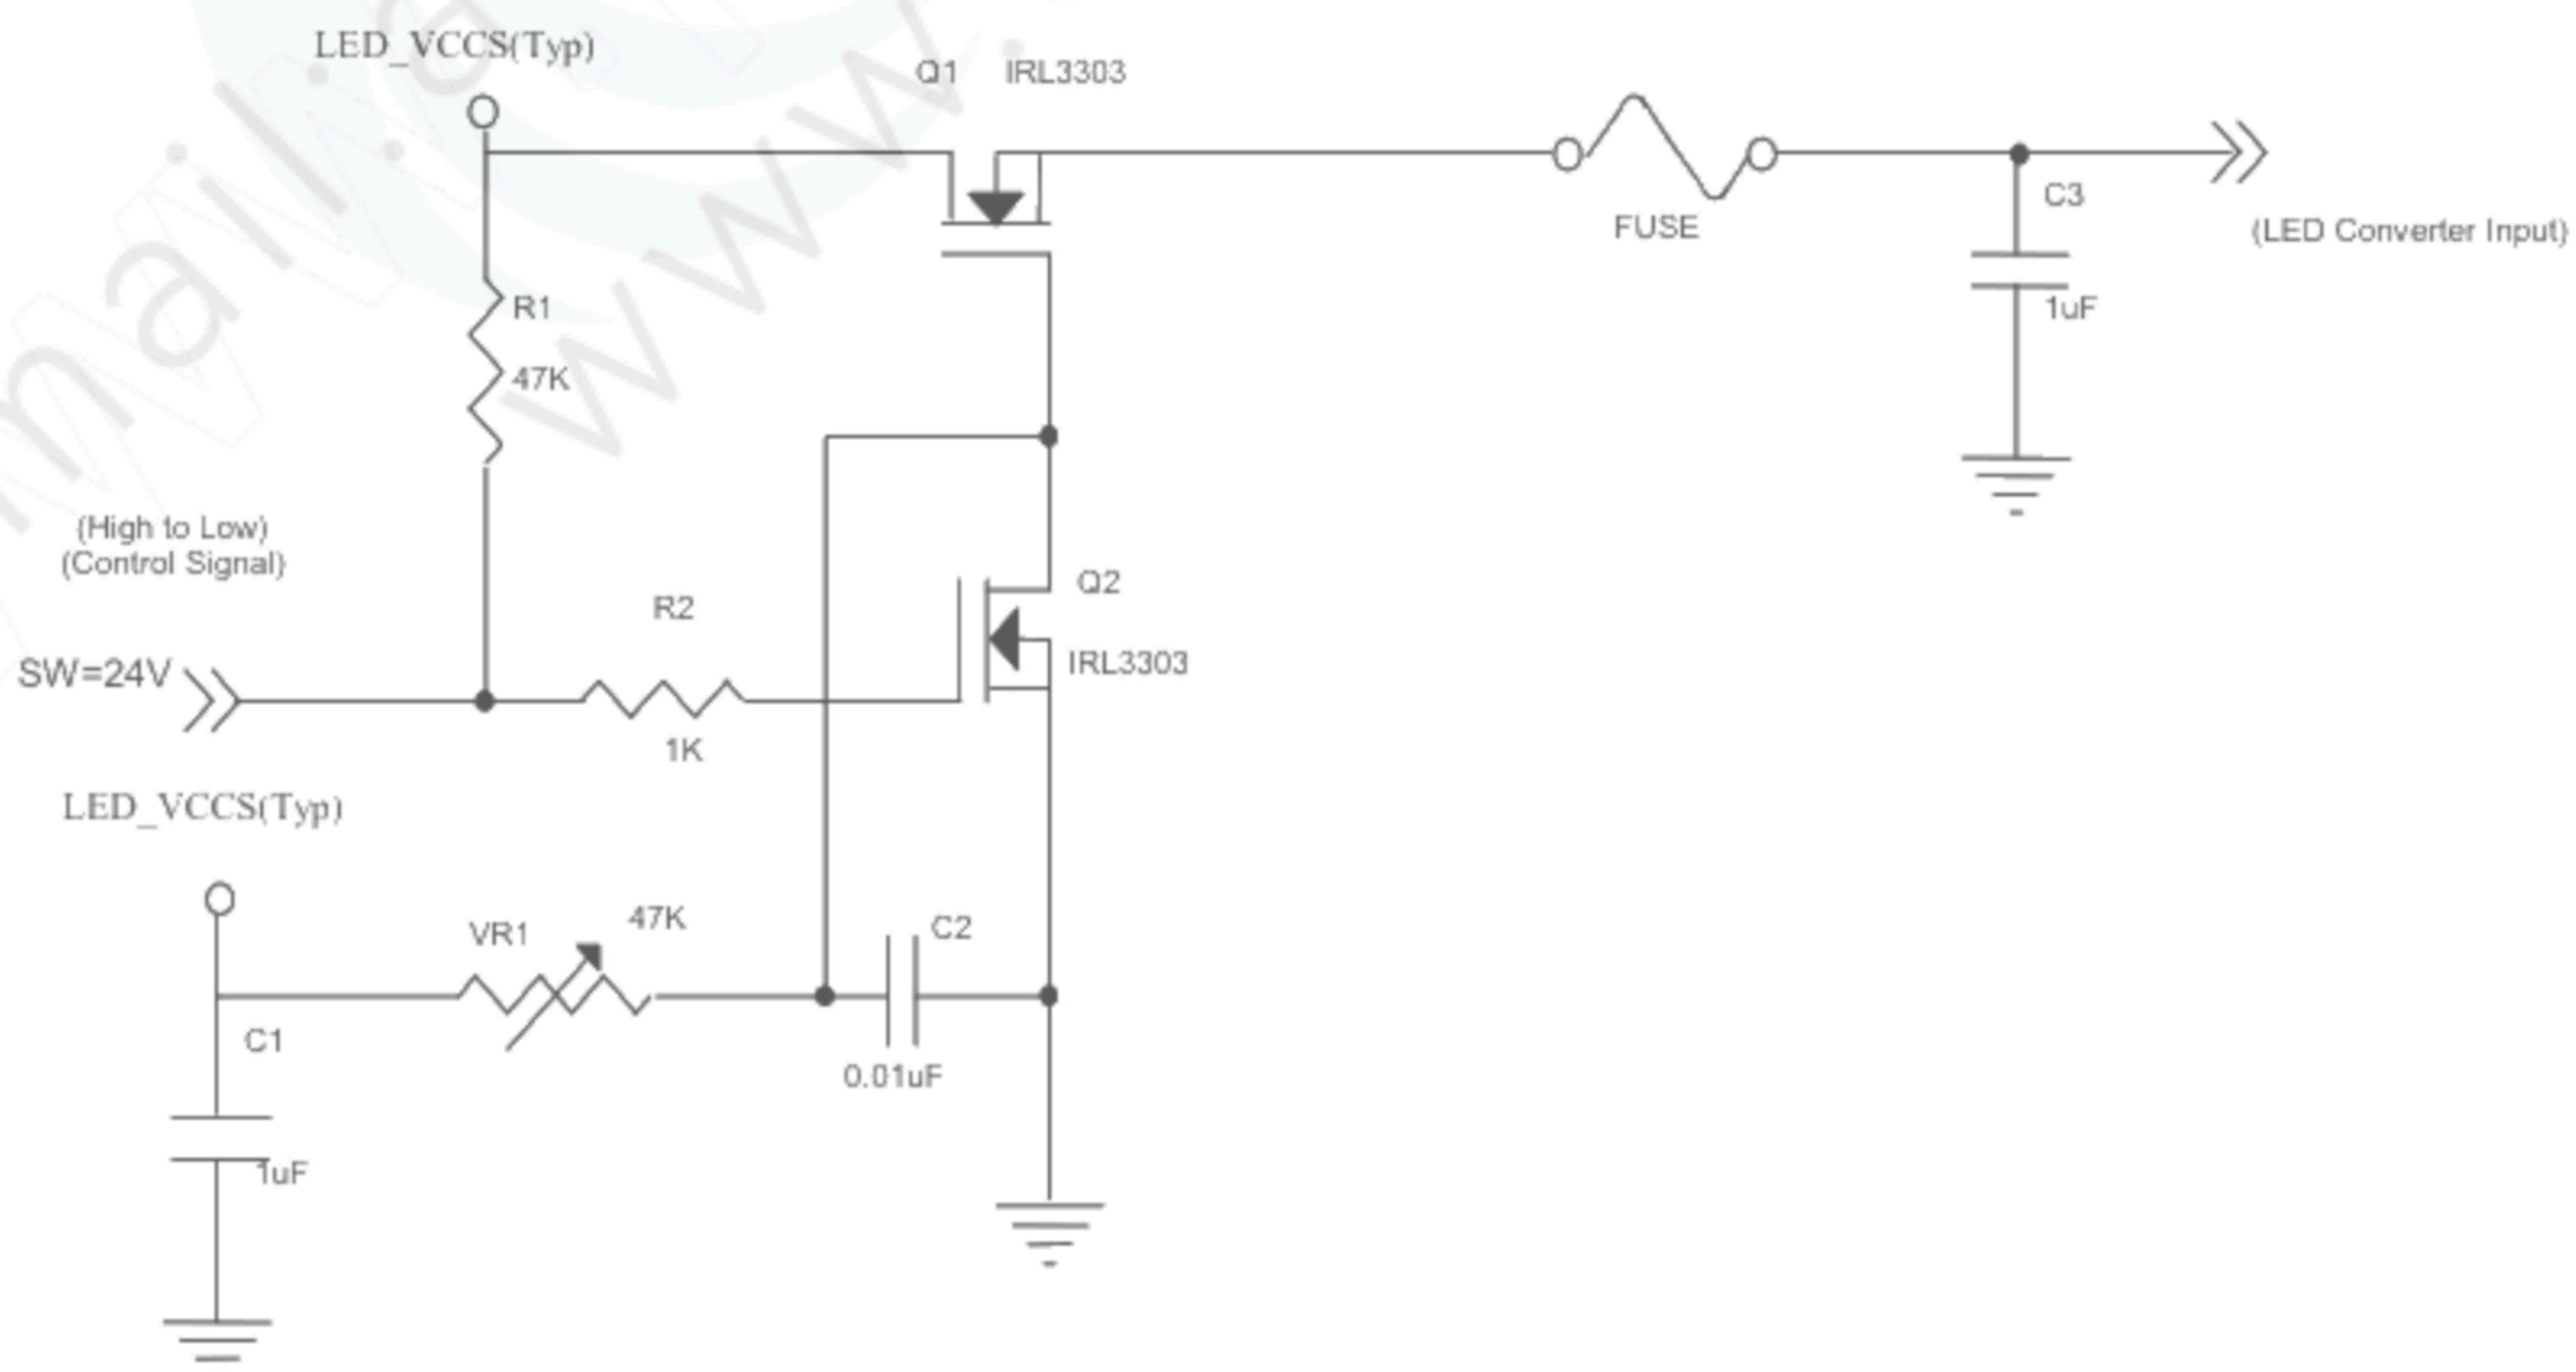 LED_VCCS(Typ)
Q1 IRL3303
FUSE
C3
1uF
(LED Converter Input)
R1
47K
(High to Low)
(Control Signal)
SW=24V
R2
1K
Q2
IRL3303
LED_VCCS(Typ)
VR1
47K
C2
0.01uF
C1
1uF
www.